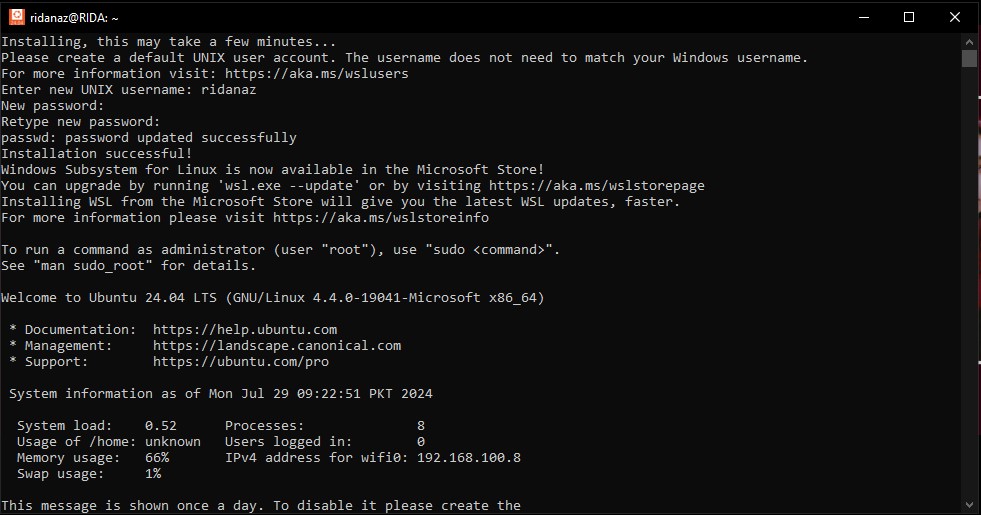 ridanaz@RIDA: ~
Installing, this may take a few minutes...
Please create a default UNIX user account. The username does not need to match your Windows username.
For more information visit: https://aka.ms/wslusers
Enter new UNIX username: ridanaz
New password:
Retype new password:
passwd: password updated successfully
Installation successful!
Windows Subsystem for Linux is now available in the Microsoft Store!
You can upgrade by running 'wsl.exe --update' or by visiting https://aka.ms/wslstorepage
Installing WSL from the Microsoft Store will give you the latest WSL updates, faster.
For more information please visit https://aka.ms/wslstoreinfo

To run a command as administrator (user "root"), use "sudo <command>".
See "man sudo_root" for details.

Welcome to Ubuntu 24.04 LTS (GNU/Linux 4.4.0-19041-Microsoft x86_64)

 * Documentation:  https://help.ubuntu.com
 * Management:     https://landscape.canonical.com
 * Support:        https://ubuntu.com/pro

 System information as of Mon Jul 29 09:22:51 PKT 2024

  System load:    0.52      Processes:              8
  Usage of /home: unknown   Users logged in:        0
  Memory usage:   66%       IPv4 address for wifi0: 192.168.100.8
  Swap usage:     1%

This message is shown once a day. To disable it please create the